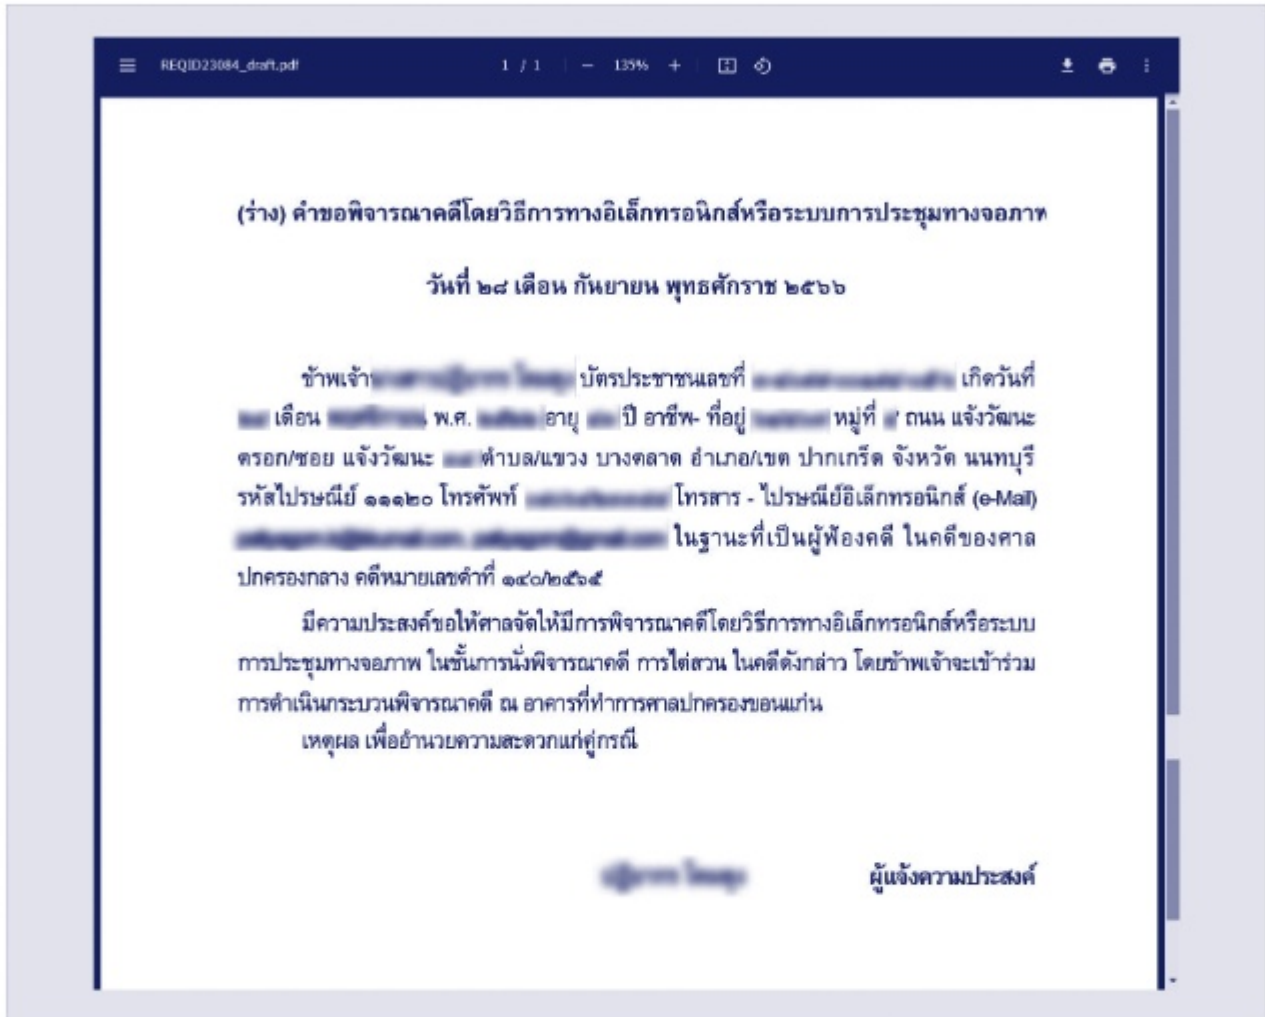 REQID23084_draft.pdf 1 / 1 − 135% +
(ร่าง) คำขอพิจารณาคดีโดยวิธีการทางอิเล็กทรอนิกส์หรือระบบการประชุมทางจอภาพ
วันที่ ๒๘ เดือน กันยายน พุทธศักราช ๒๕๖๖
ข้าพเจ้า บัตรประชาชนเลขที่ เกิดวันที่
เดือน พ.ศ. อายุ ปี อาชีพ- ที่อยู่ หมู่ที่ ถนน แจ้งวัฒนะ
ตรอก/ซอย แจ้งวัฒนะ ตำบล/แขวง บางตลาด อำเภอ/เขต ปากเกร็ด จังหวัด นนทบุรี
รหัสไปรษณีย์ ๑๑๑๒๐ โทรศัพท์ โทรสาร - ไปรษณีย์อิเล็กทรอนิกส์ (e-Mail)
ในฐานะที่เป็นผู้ฟ้องคดี ในคดีของศาล
ปกครองกลาง คดีหมายเลขดำที่ ๑๔๐/๒๕๖๕
มีความประสงค์ขอให้ศาลจัดให้มีการพิจารณาคดีโดยวิธีการทางอิเล็กทรอนิกส์หรือระบบ
การประชุมทางจอภาพ ในชั้นการนั่งพิจารณาคดี การไต่สวน ในคดีดังกล่าว โดยข้าพเจ้าจะเข้าร่วม
การดำเนินกระบวนพิจารณาคดี ณ อาคารที่ทำการศาลปกครองขอนแก่น
เหตุผล เพื่ออำนวยความสะดวกแก่คู่กรณี
ผู้แจ้งความประสงค์